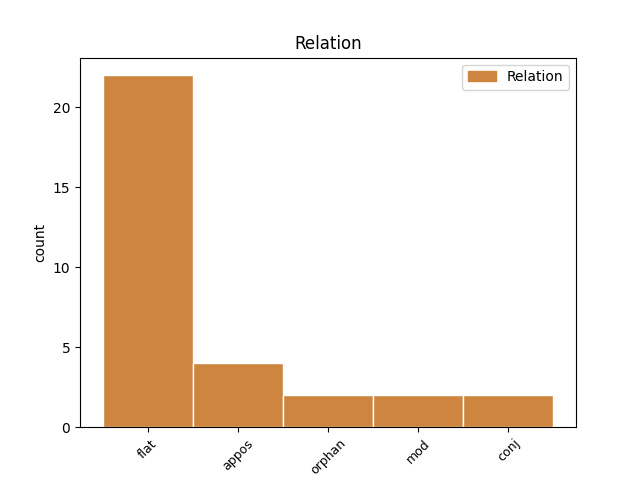 Relation
Relation
count
20
15
10
5
0
flat
appos
orphan
mod
conj